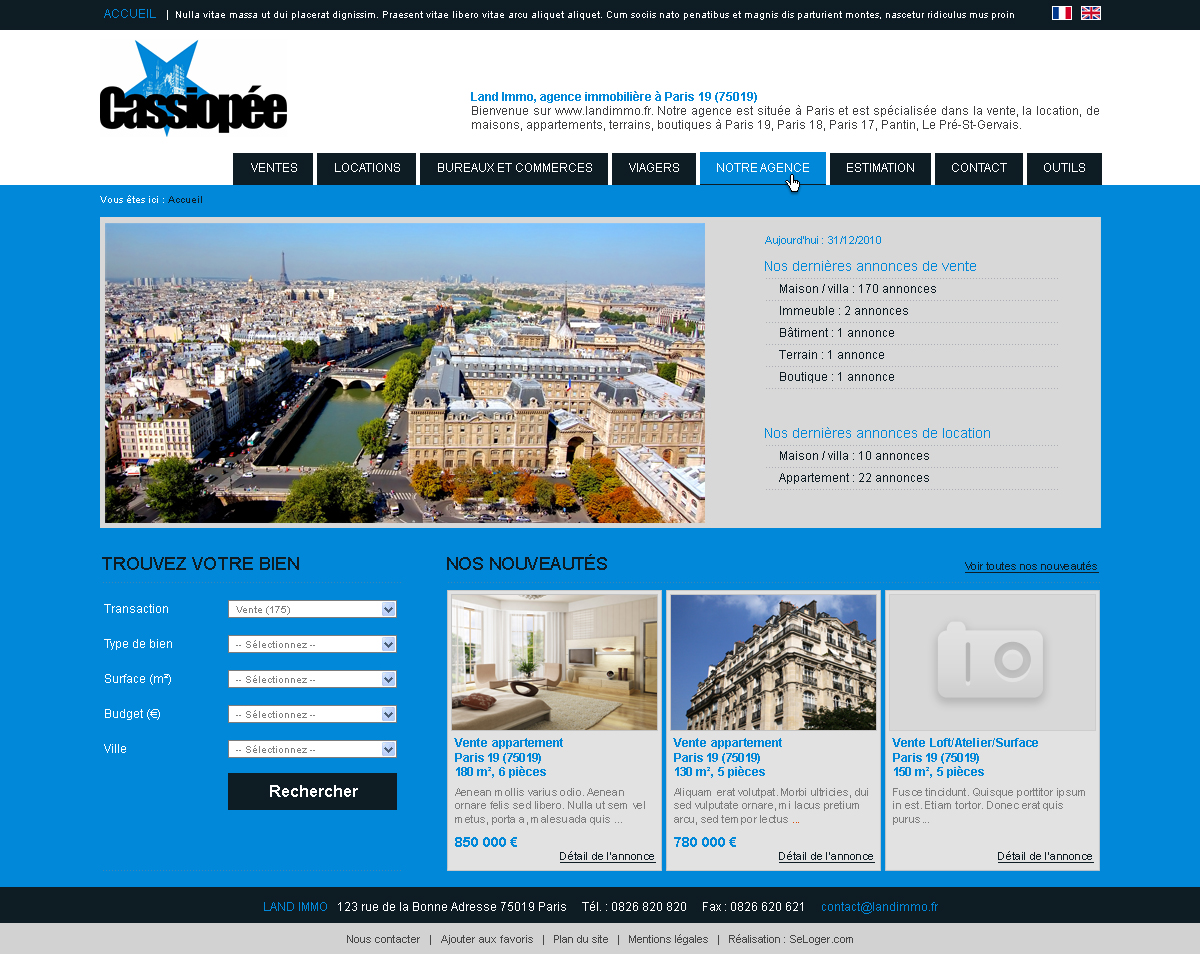 ACCUEIL | Nulla vitae massa ut dui placerat dignissim. Praesent vitae libero vitae arcu aliquet aliquet. Cum sociis nato penatibus et magnis dis parturient montes, nascetur ridiculus mus proin
Cassiopée
Land Immo, agence immobilière à Paris 19 (75019)
Bienvenue sur www.landimmo.fr. Notre agence est située à Paris et est spécialisée dans la vente, la location, de
maisons, appartements, terrains, boutiques à Paris 19, Paris 18, Paris 17, Pantin, Le Pré-St-Gervais.
VENTES LOCATIONS BUREAUX ET COMMERCES VIAGERS NOTRE AGENCE ESTIMATION CONTACT OUTILS
Vous êtes ici : Accueil
Aujourd'hui : 31/12/2010
Nos dernières annonces de vente
Maison / villa : 170 annonces
Immeuble : 2 annonces
Bâtiment : 1 annonce
Terrain : 1 annonce
Boutique : 1 annonce
Nos dernières annonces de location
Maison / villa : 10 annonces
Appartement : 22 annonces
TROUVEZ VOTRE BIEN
Transaction Vente (175)
Type de bien -- Sélectionnez --
Surface (m²) -- Sélectionnez --
Budget (€) -- Sélectionnez --
Ville -- Sélectionnez --
Rechercher
NOS NOUVEAUTÉS
Voir toutes nos nouveautés
Vente appartement
Paris 19 (75019)
180 m², 6 pièces
Aenean mollis varius odio. Aenean
ornare felis sed libero. Nulla ut sem vel
metus, porta a, malesuada quis ...
850 000 €
Détail de l'annonce
Vente appartement
Paris 19 (75019)
130 m², 5 pièces
Aliquam erat volutpat. Morbi ultricies, dui
sed vulputate ornare, mi lacus pretium
arcu, sed tempor lectus ...
780 000 €
Détail de l'annonce
Vente Loft/Atelier/Surface
Paris 19 (75019)
150 m², 5 pièces
Fusce tincidunt. Quisque porttitor ipsum
in est. Etiam tortor. Donec erat quis
purus ...
Détail de l'annonce
LAND IMMO 123 rue de la Bonne Adresse 75019 Paris Tél. : 0826 820 820 Fax : 0826 620 621 contact@landimmo.fr
Nous contacter | Ajouter aux favoris | Plan du site | Mentions légales | Réalisation : SeLoger.com